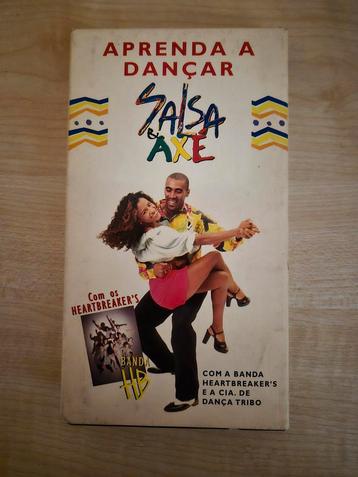 APRENDA A
DANÇAR
SALSA
& AXÉ
Com os
HEARTBREAKER'S
BANDA
HB
COM A BANDA
HEARTBREAKER'S
E A CIA. DE
DANÇA TRIBO